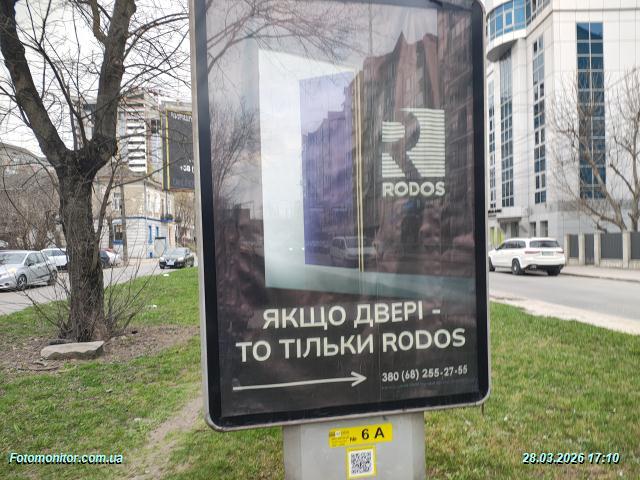 RODOS
ЯКЩО ДВЕРІ -
ТО ТІЛЬКИ RODOS
380 (68) 255-27-55
№ 6 А
Fotomonitor.com.ua
28.03.2026 17:10